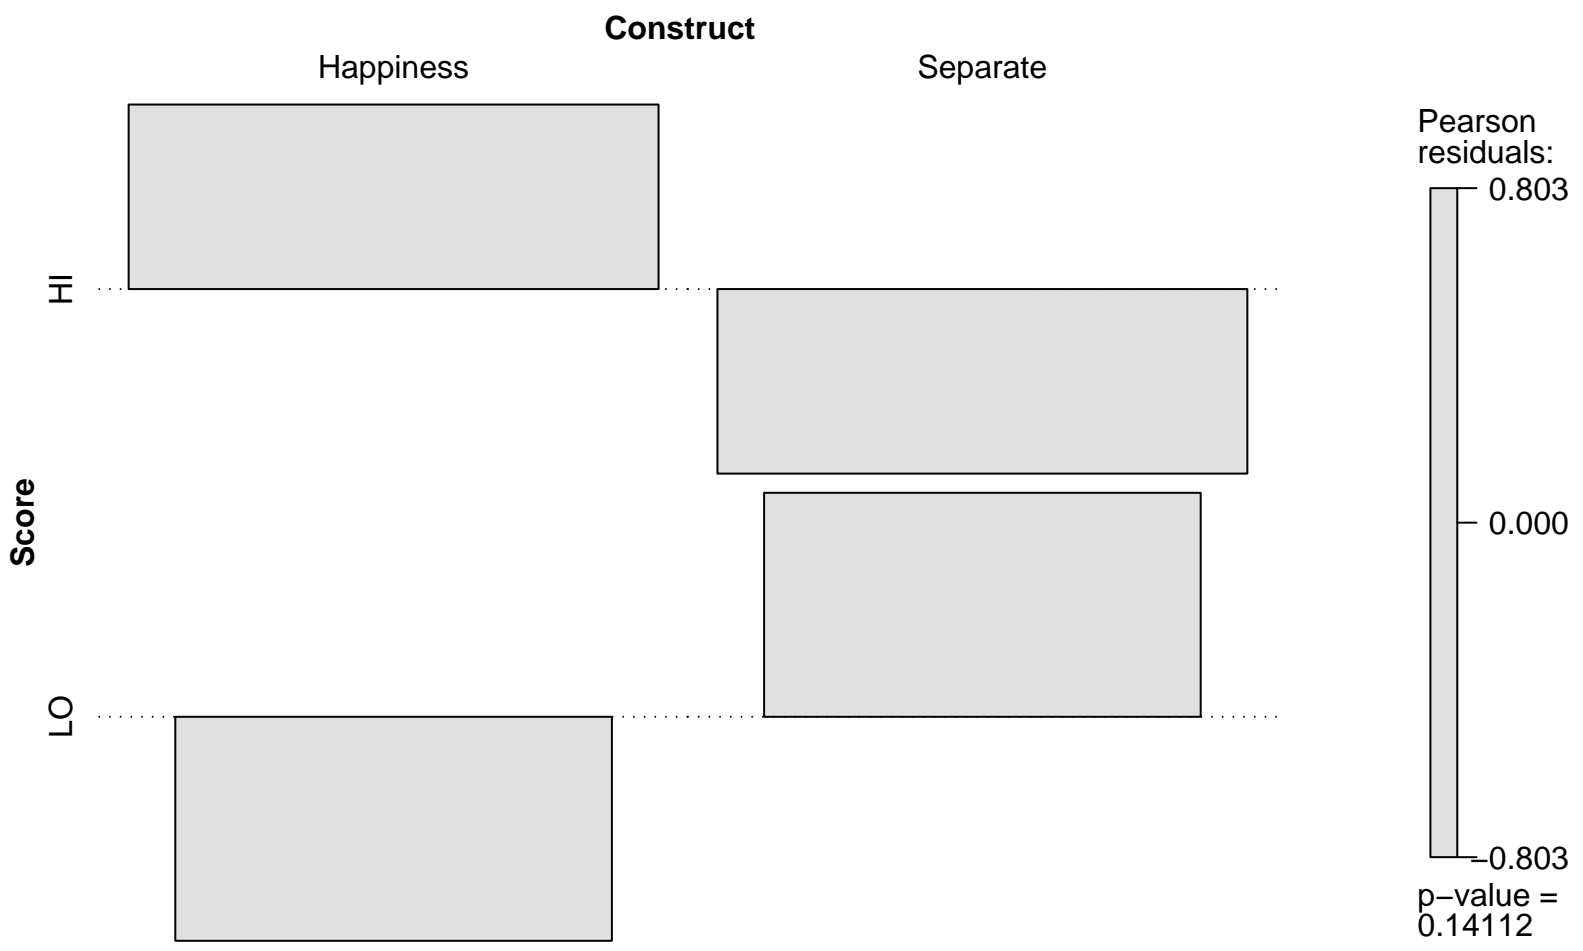 Construct
Happiness
Separate
HI
Score
LO
Pearson
residuals:
0.803
0.000
−0.803
p−value =
0.14112